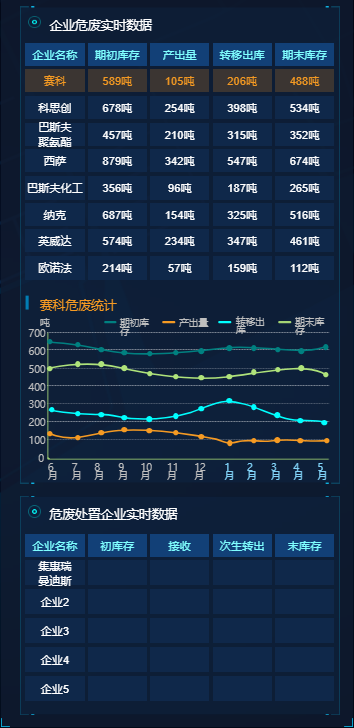 企业危废实时数据
企业名称 期初库存 产出量 转移出库 期末库存
赛科 589吨 105吨 206吨 488吨
科思创 678吨 254吨 398吨 534吨
巴斯夫
聚氨酯 457吨 210吨 315吨 352吨
西萨 879吨 342吨 547吨 674吨
巴斯夫化工 356吨 96吨 187吨 265吨
纳克 687吨 154吨 325吨 516吨
英威达 574吨 234吨 347吨 461吨
欧诺法 214吨 57吨 159吨 112吨
赛科危废统计
吨
期初库存
产出量
转移出库
期末库存
700
600
500
400
300
200
100
0
6月 7月 8月 9月 10月 11月 12月 1月 2月 3月 4月 5月
危废处置企业实时数据
企业名称 初库存 接收 次生转出 末库存
集惠瑞
曼迪斯
企业2
企业3
企业4
企业5